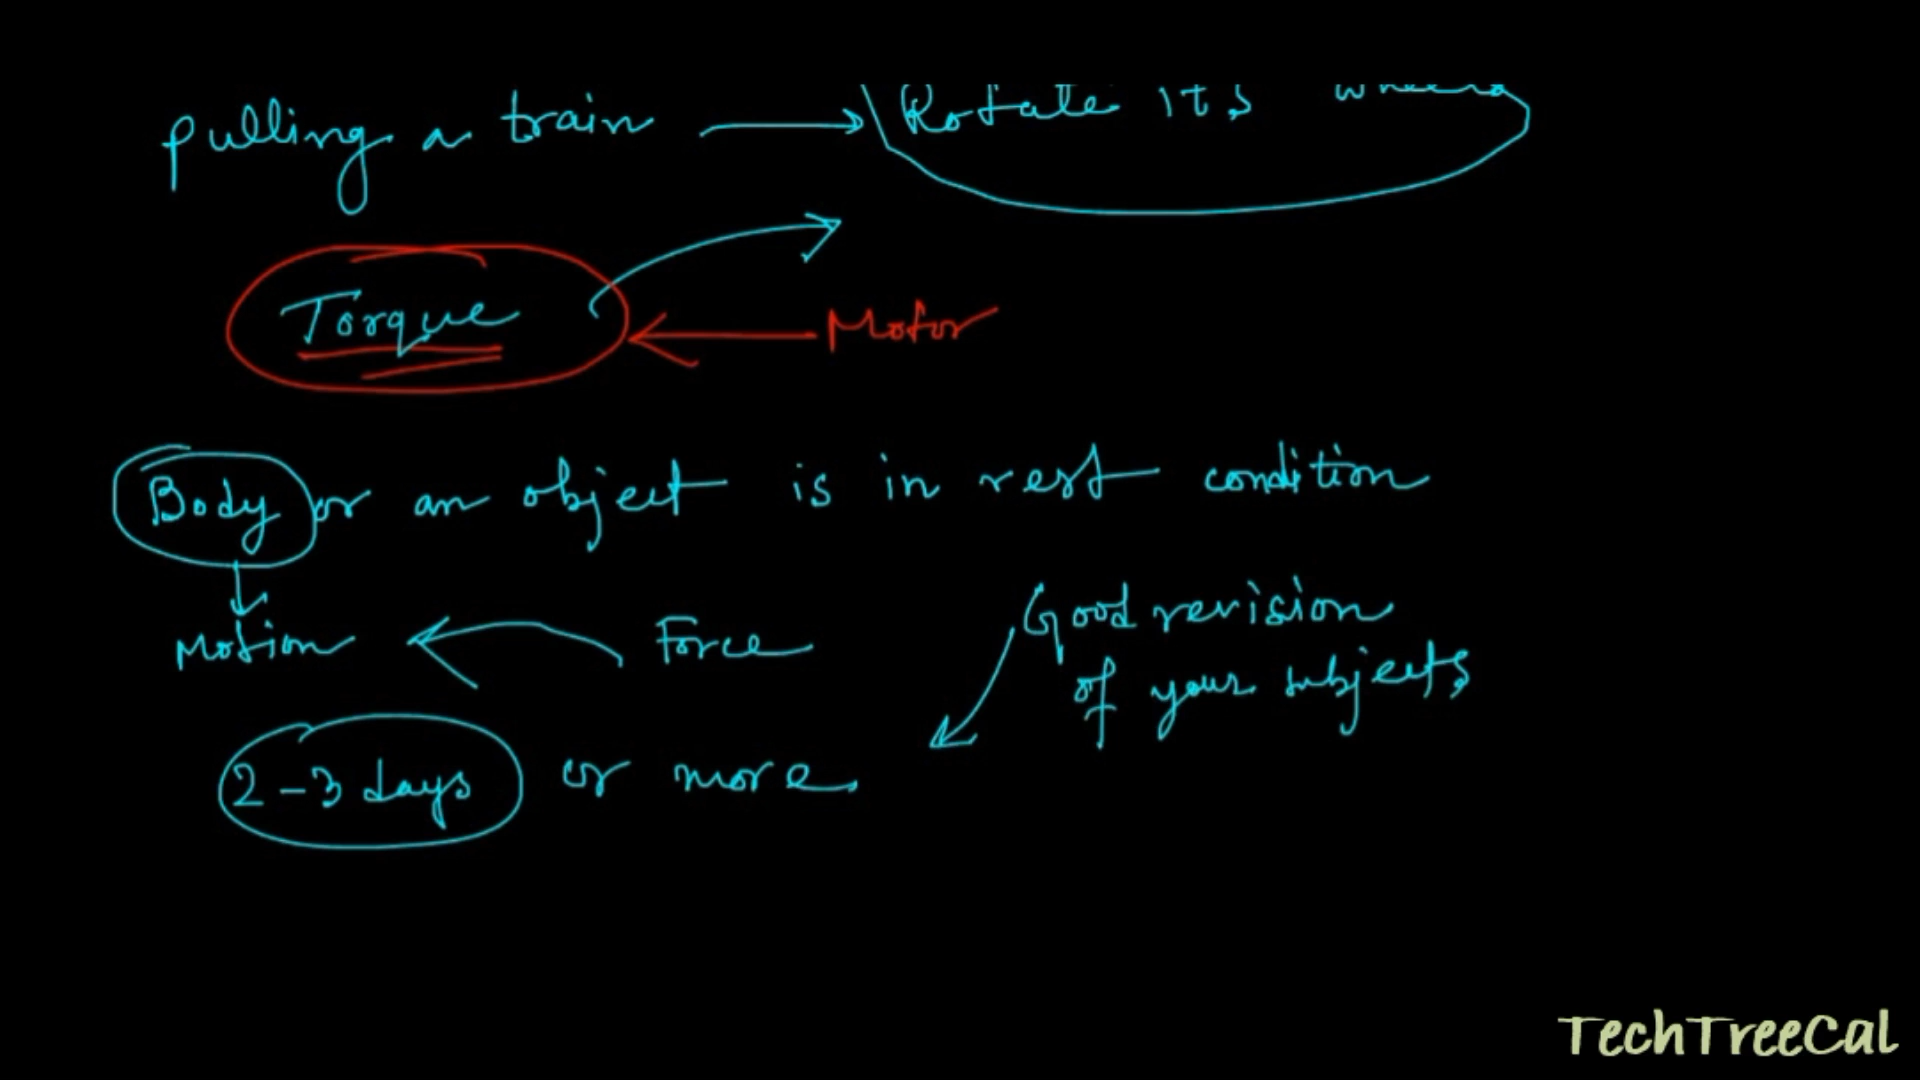 pulling a train → Rotate its wheels
Torque ← Motor
Body or an object is in rest condition
Motion ← Force
Good revision
of your subjects
2-3 days or more
TechTreeCal